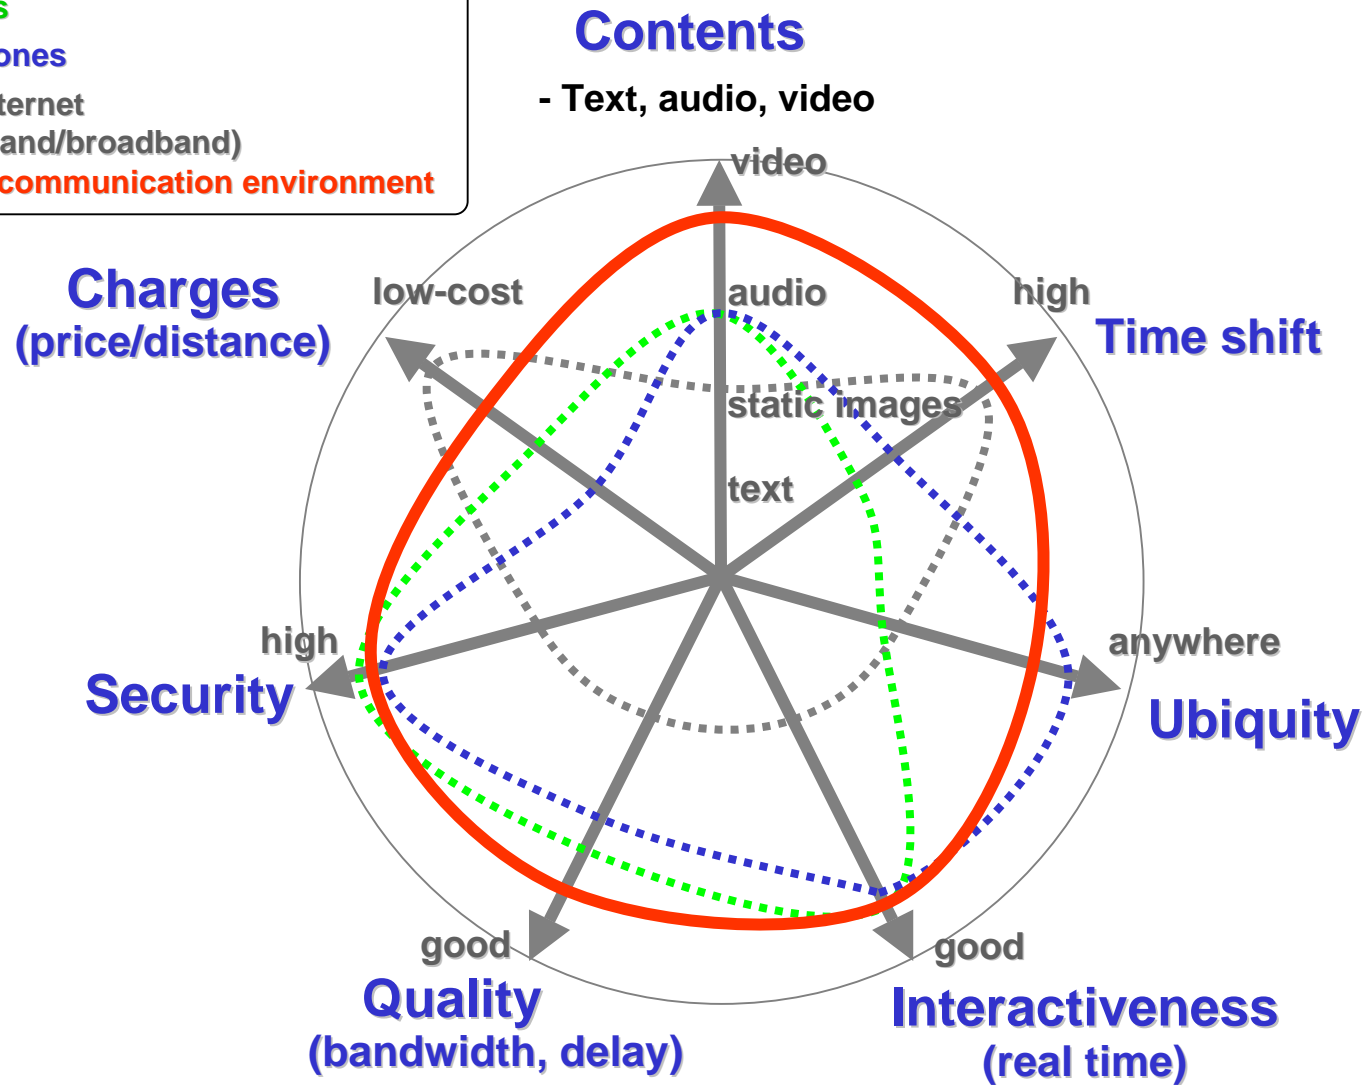 s
ones
ternet
and/broadband)
communication environment
Contents
- Text, audio, video
video
Charges
(price/distance)
low-cost
audio
high
Time shift
static images
text
high
Security
anywhere
Ubiquity
good
Quality
(bandwidth, delay)
good
Interactiveness
(real time)